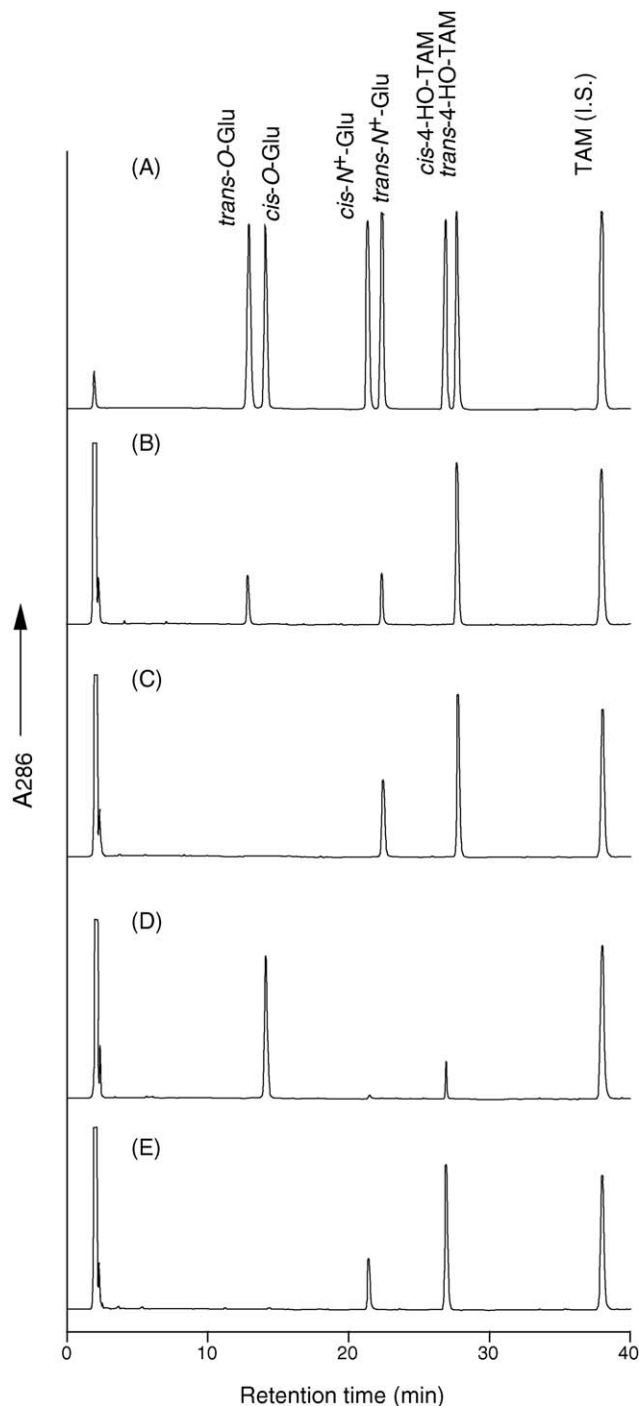 (A)
trans-O-Glu
cis-O-Glu
cis-N+-Glu
trans-N+-Glu
cis-4-HO-TAM
trans-4-HO-TAM
TAM (I.S.)
(B)
(C)
A286
(D)
(E)
0 10 20 30 40
Retention time (min)